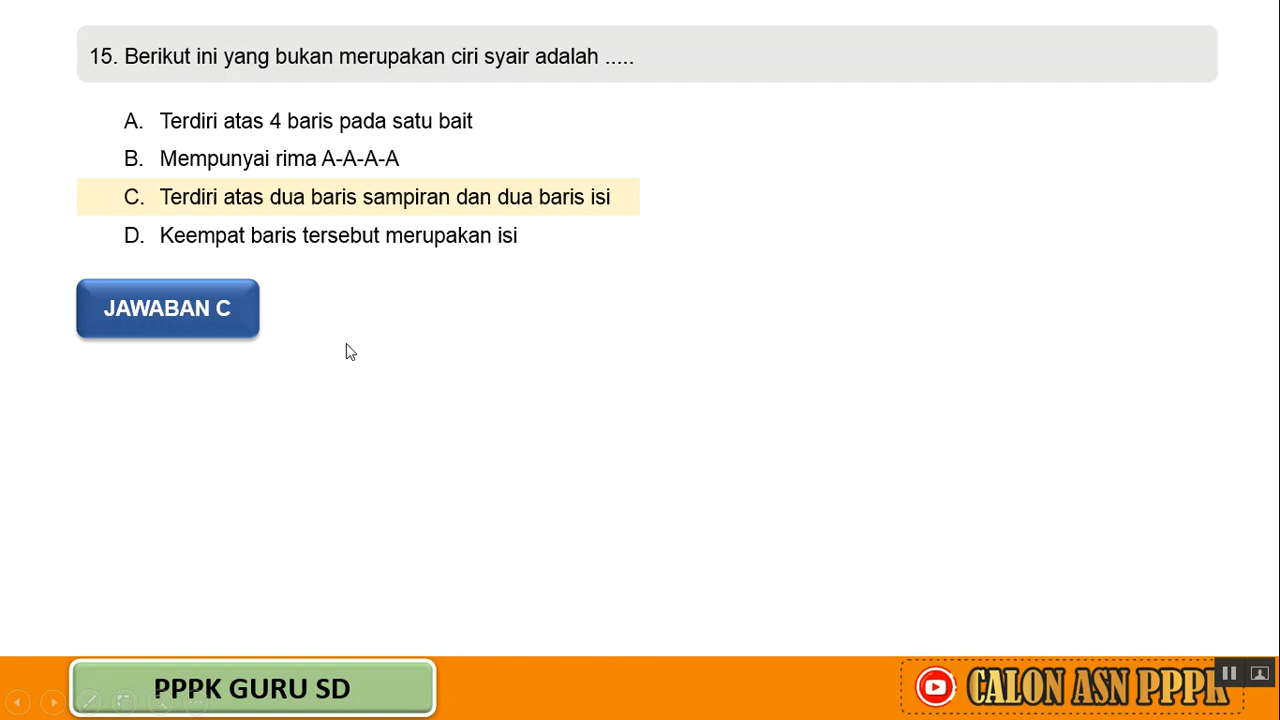 15. Berikut ini yang bukan merupakan ciri syair adalah .....
A. Terdiri atas 4 baris pada satu bait
B. Mempunyai rima A-A-A-A
C. Terdiri atas dua baris sampiran dan dua baris isi
D. Keempat baris tersebut merupakan isi
JAWABAN C
PPPK GURU SD
CALON ASN PPPK